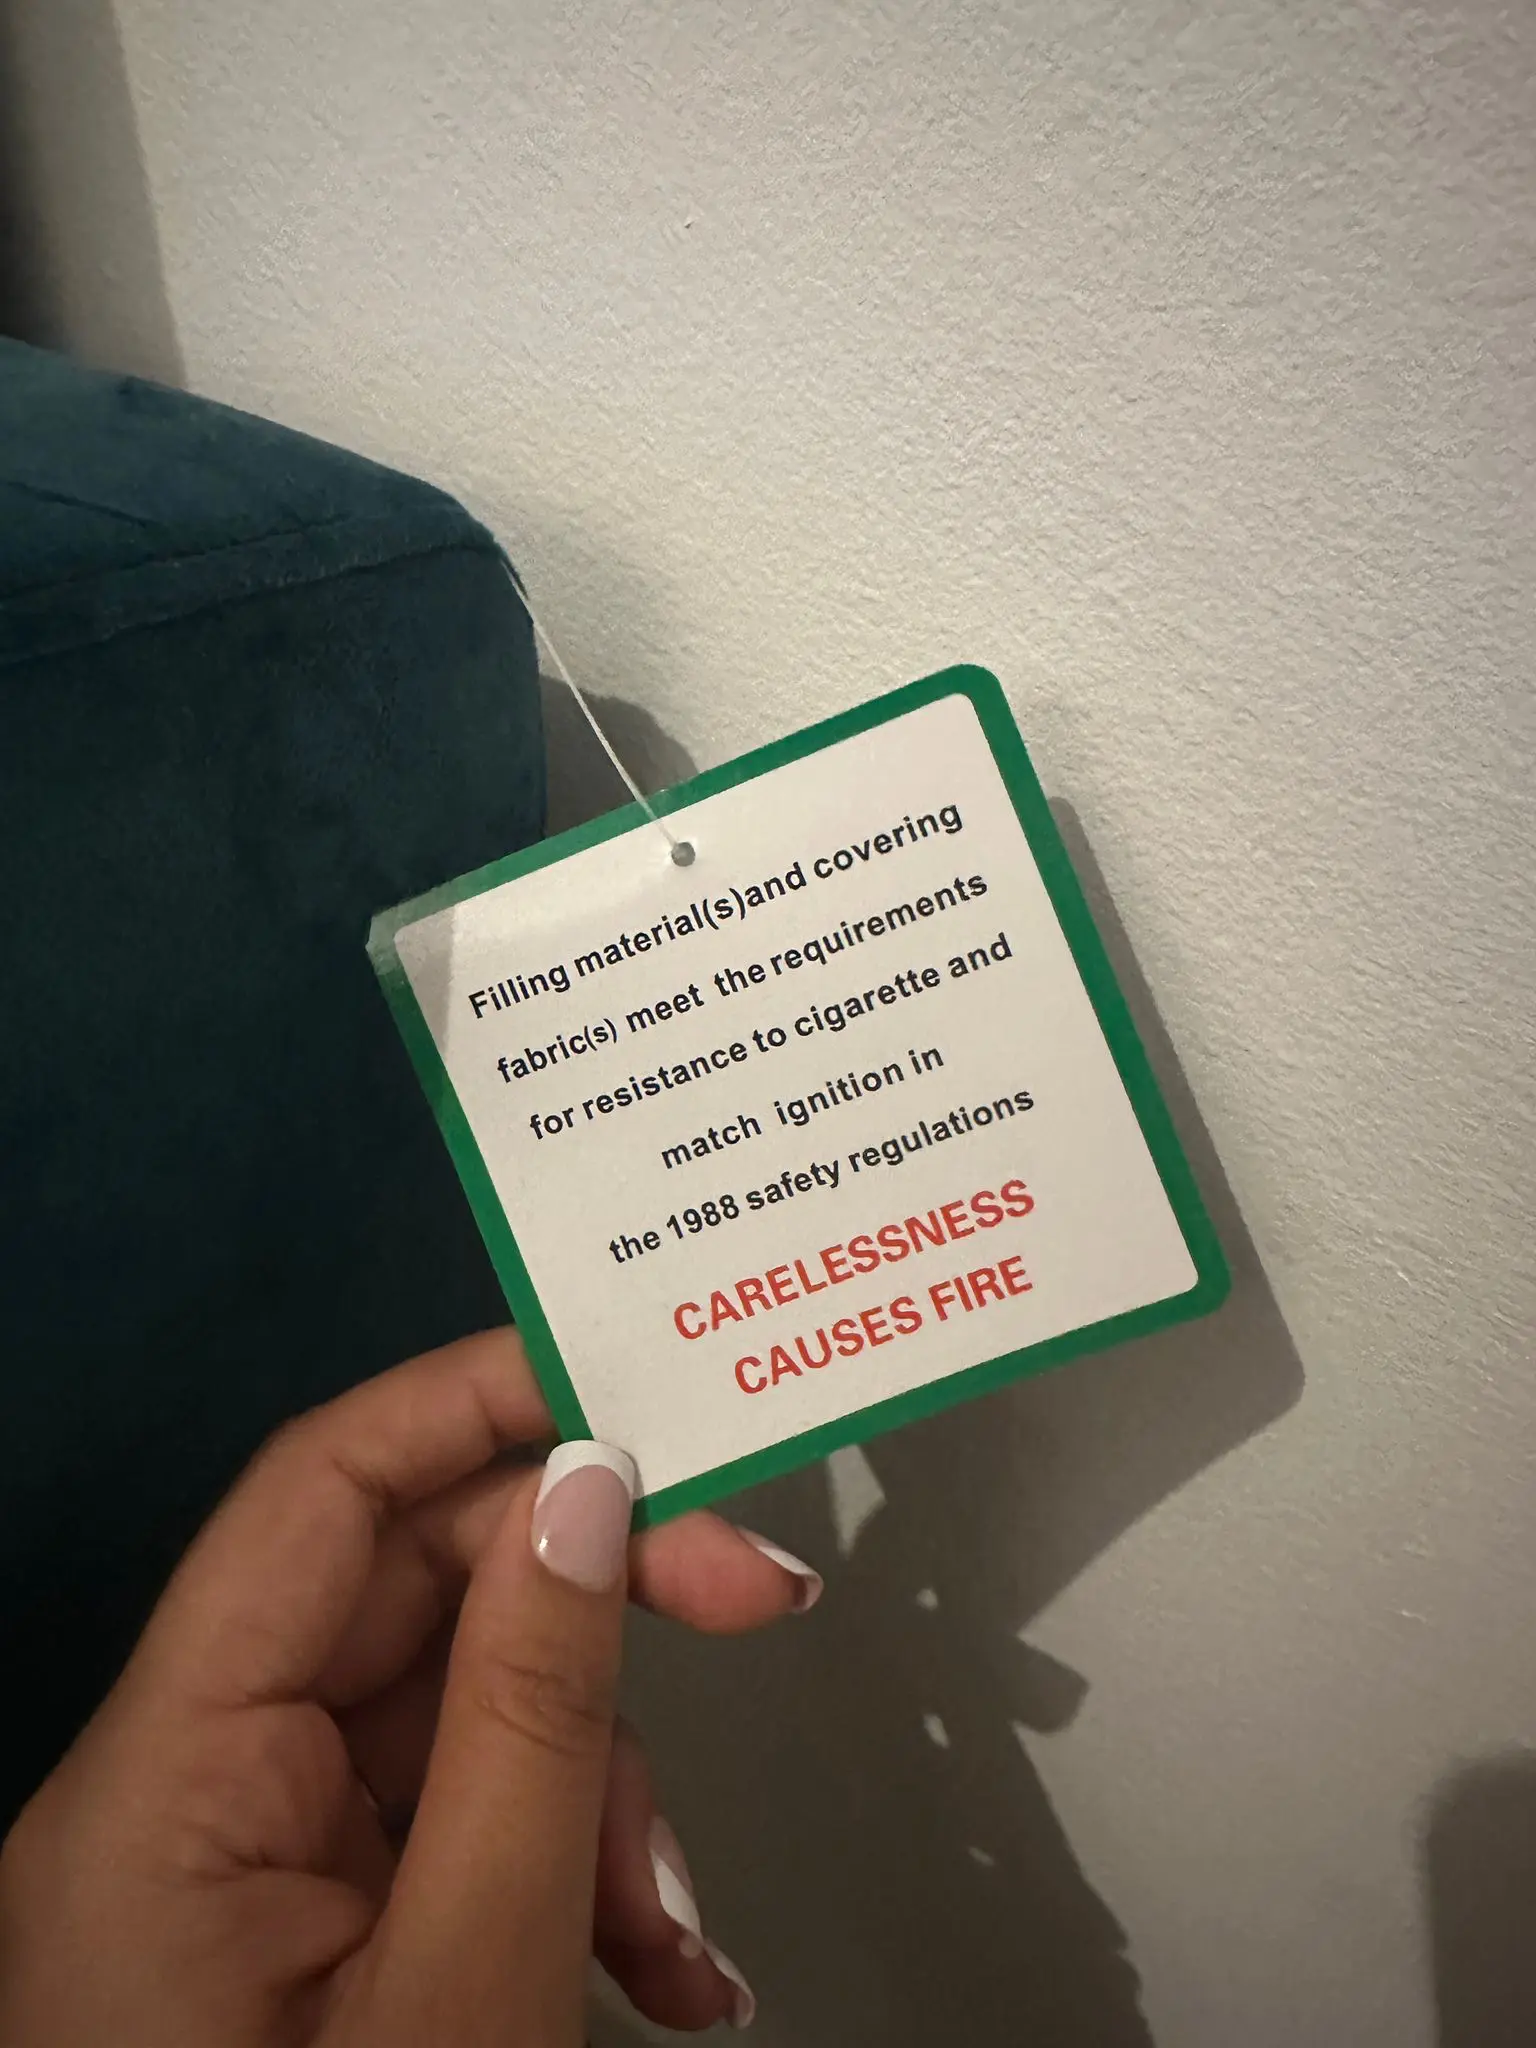 Filling material(s)and covering
fabric(s) meet the requirements
for resistance to cigarette and
match ignition in
the 1988 safety regulations
CARELESSNESS
CAUSES FIRE